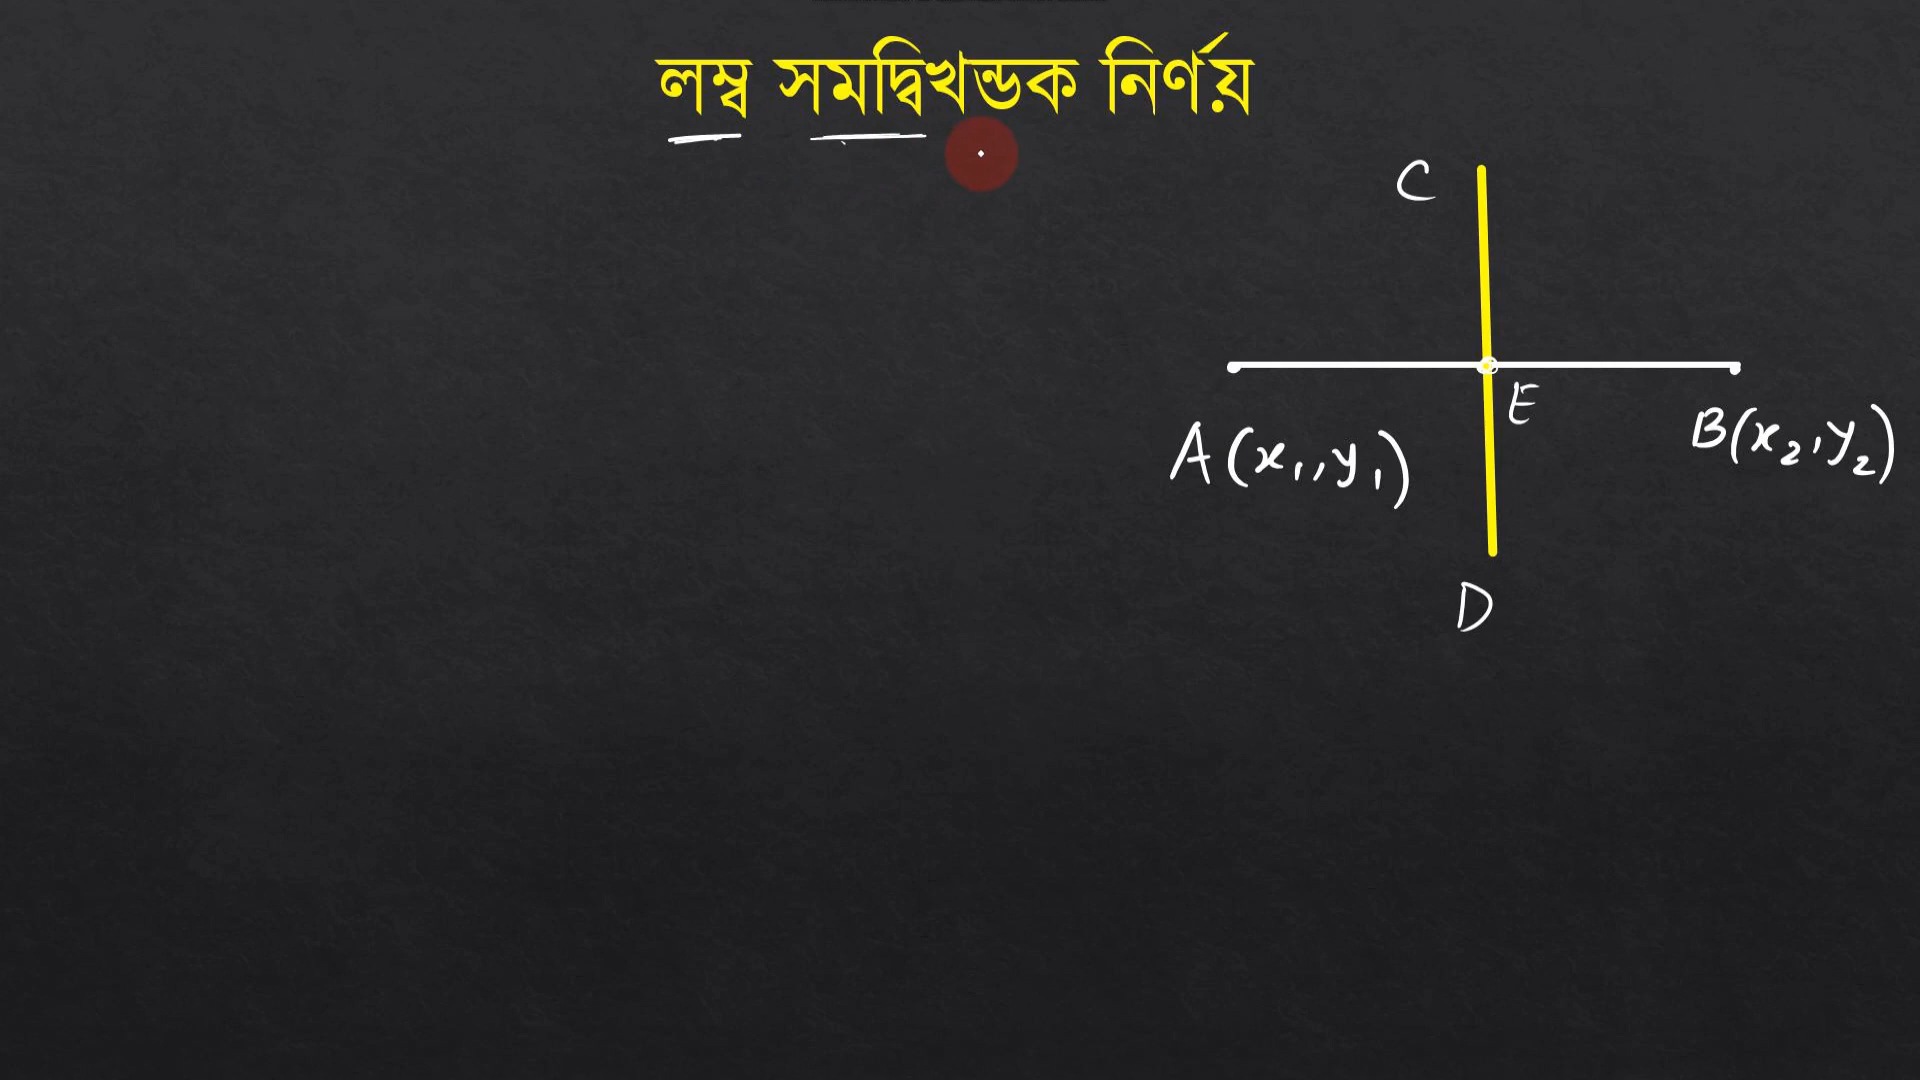 লম্ব সমদ্বিখন্ডক নির্ণয়
C
E
A(x₁,y₁)
B(x₂,y₂)
D